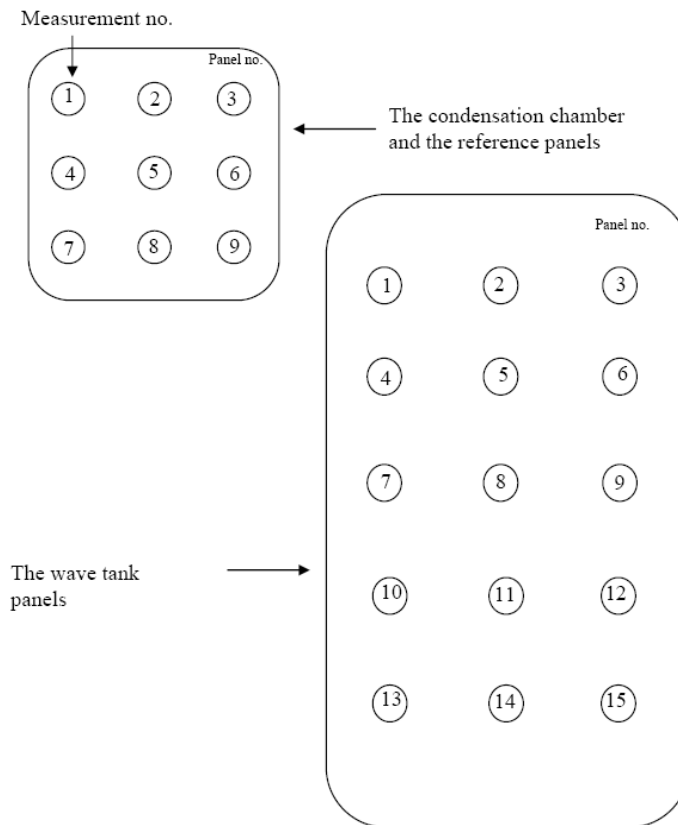 Measurement no.
Panel no.
1 2 3
The condensation chamber
and the reference panels
4 5 6
7 8 9
Panel no.
1 2 3
4 5 6
7 8 9
The wave tank
panels
10 11 12
13 14 15